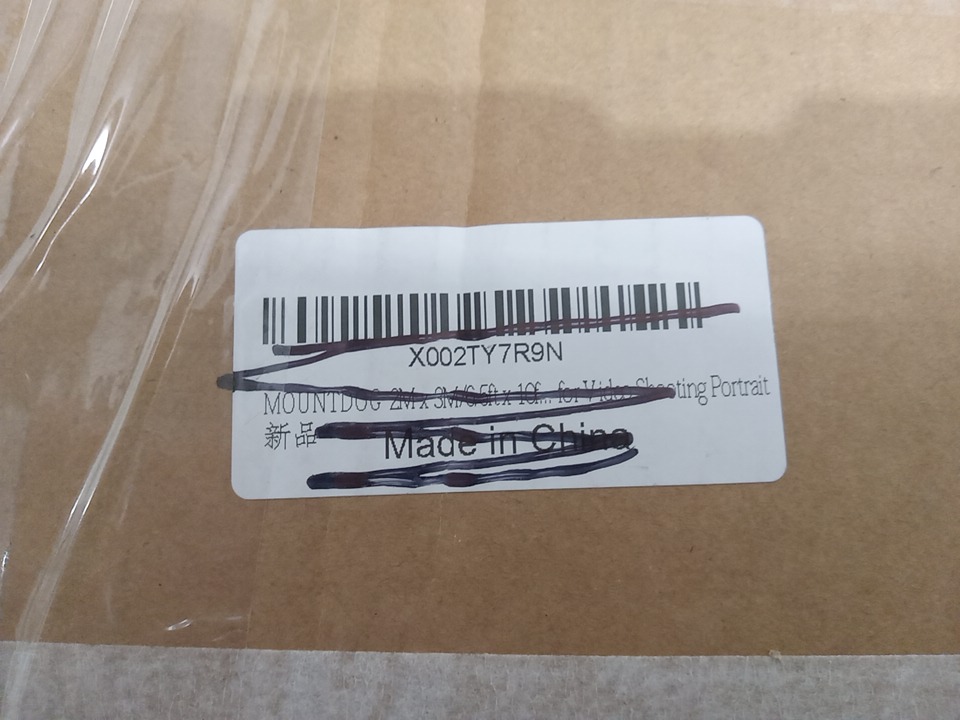 X002TY7R9N
MOUNTDOG 2M x 3M/6.5ft x 10f... for Video Shooting Portrait
新品
Made in China